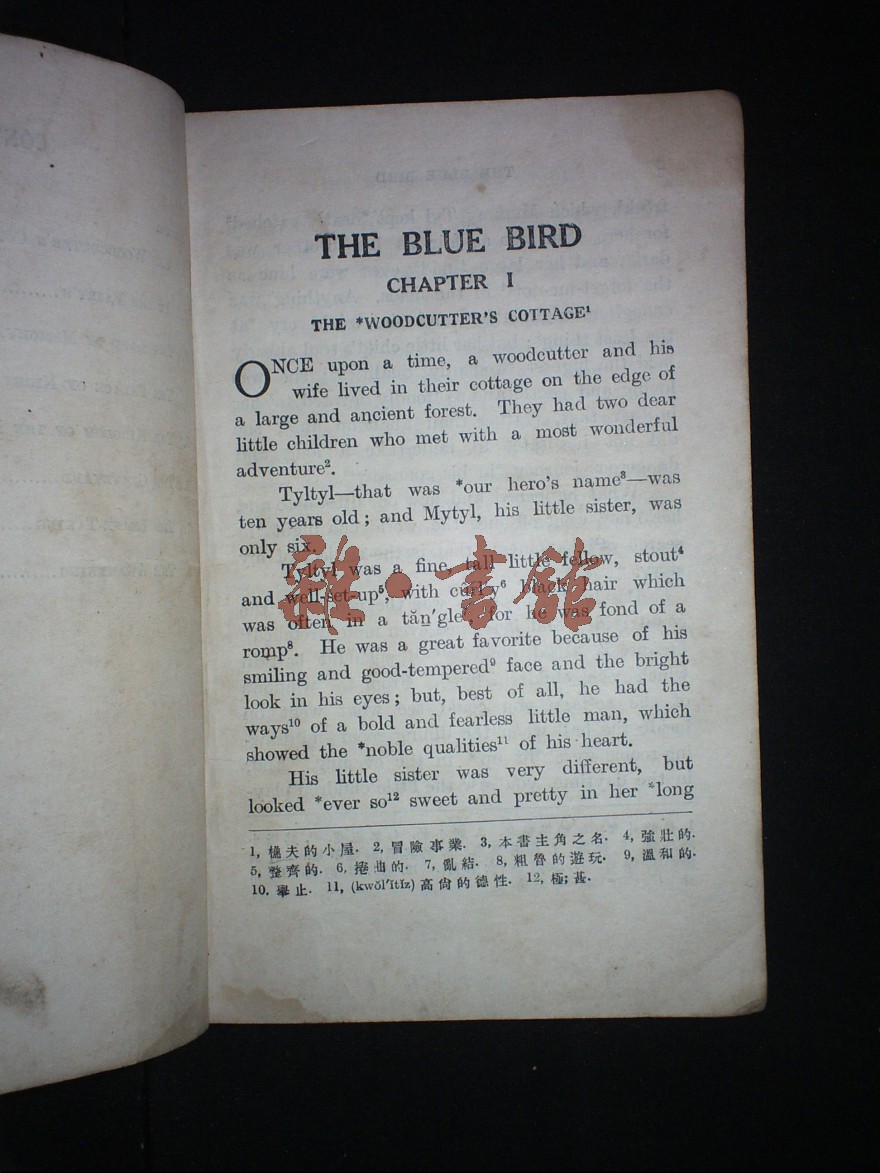 THE BLUE BIRD
CHAPTER I
THE *WOODCUTTER'S COTTAGE¹
ONCE upon a time, a woodcutter and his
wife lived in their cottage on the edge of
a large and ancient forest. They had two dear
little children who met with a most wonderful
adventure².
Tyltyl—that was *our hero's name³—was
ten years old; and Mytyl, his little sister, was
only six.
Tyltyl was a fine, tall little fellow, stout⁴
and well-set-up⁵, with curly⁶ black hair which
was often in a tăn′gle⁷, for he was fond of a
romp⁸. He was a great favorite because of his
smiling and good-tempered⁹ face and the bright
look in his eyes; but, best of all, he had the
ways¹⁰ of a bold and fearless little man, which
showed the *noble qualities¹¹ of his heart.
His little sister was very different, but
looked *ever so¹² sweet and pretty in her *long
1, 樵夫的小屋. 2, 冒險事業. 3, 本書主角之名. 4, 強壯的.
5, 整齊的. 6, 捲曲的. 7, 亂結. 8, 粗魯的遊玩. 9, 溫和的.
10, 舉止. 11, (kwŏl′ĭtĭz) 高尙的德性. 12, 極; 甚.
雜·書館